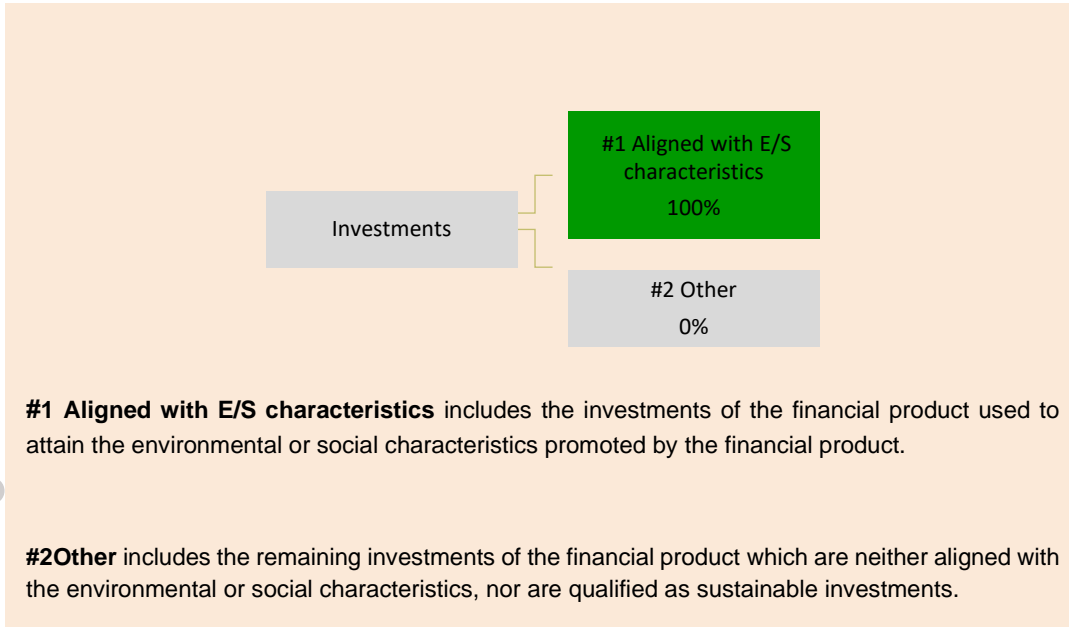 #1 Aligned with E/S
characteristics
100%
Investments
#2 Other
0%
#1 Aligned with E/S characteristics includes the investments of the financial product used to
attain the environmental or social characteristics promoted by the financial product.
#2Other includes the remaining investments of the financial product which are neither aligned with
the environmental or social characteristics, nor are qualified as sustainable investments.